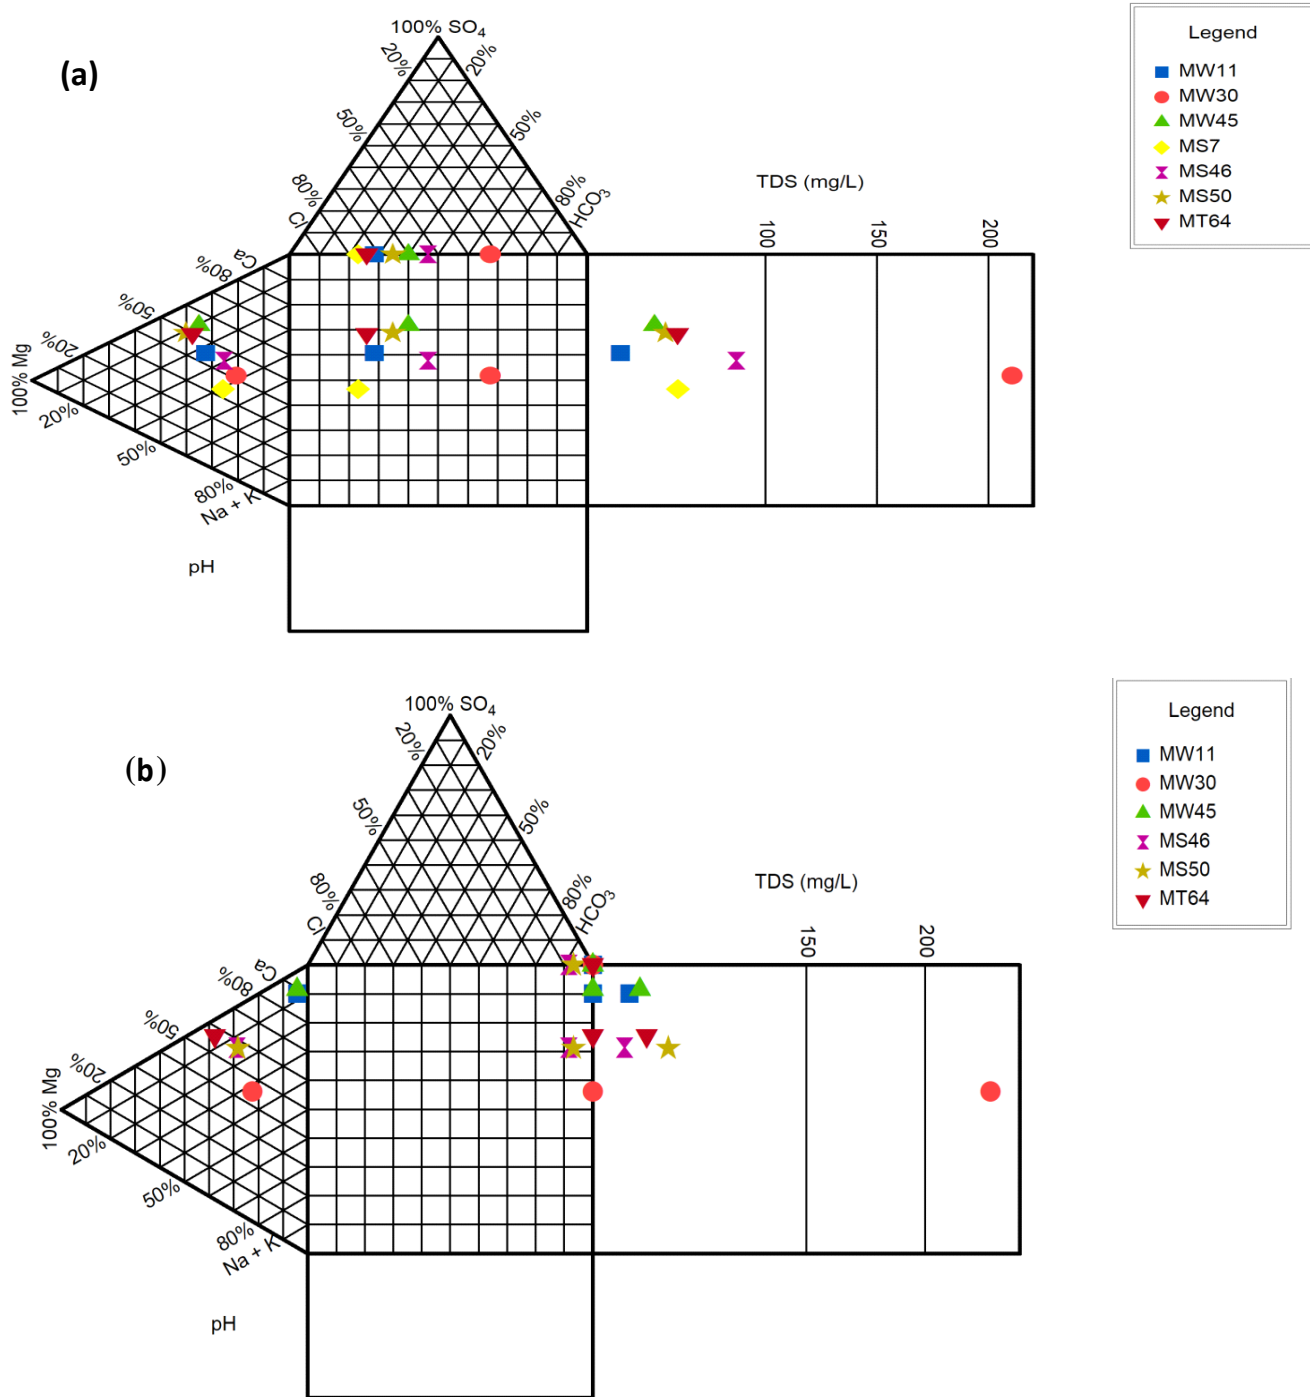 (a)
100% SO4
20%
20%
50%
50%
80%
80%
Cl
HCO3
Ca
80%
50%
20%
100% Mg
20%
50%
80%
Na + K
pH
TDS (mg/L)
100
150
200
Legend
MW11
MW30
MW45
MS7
MS46
MS50
MT64
(b)
100% SO4
20%
20%
50%
50%
80%
80%
Cl
HCO3
Ca
80%
50%
20%
100% Mg
20%
50%
80%
Na + K
pH
TDS (mg/L)
150
200
Legend
MW11
MW30
MW45
MS46
MS50
MT64